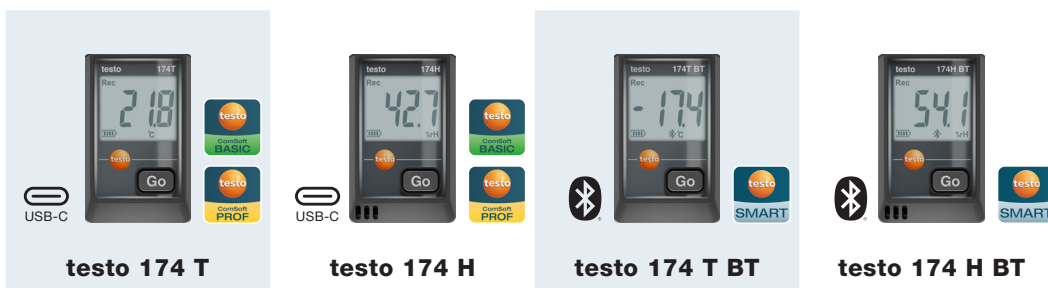 testo 174T
Rec
21.8
°C
testo
Go
USB-C
testo
ComSoft
BASIC
testo
ComSoft
PROF
testo 174 T
testo 174H
Rec
42.7
%rH
testo
Go
USB-C
testo
ComSoft
BASIC
testo
ComSoft
PROF
testo 174 H
testo 174T BT
Rec
-17.4
°C
testo
Go
testo
SMART
testo 174 T BT
testo 174H BT
Rec
54.1
%rH
testo
Go
testo
SMART
testo 174 H BT